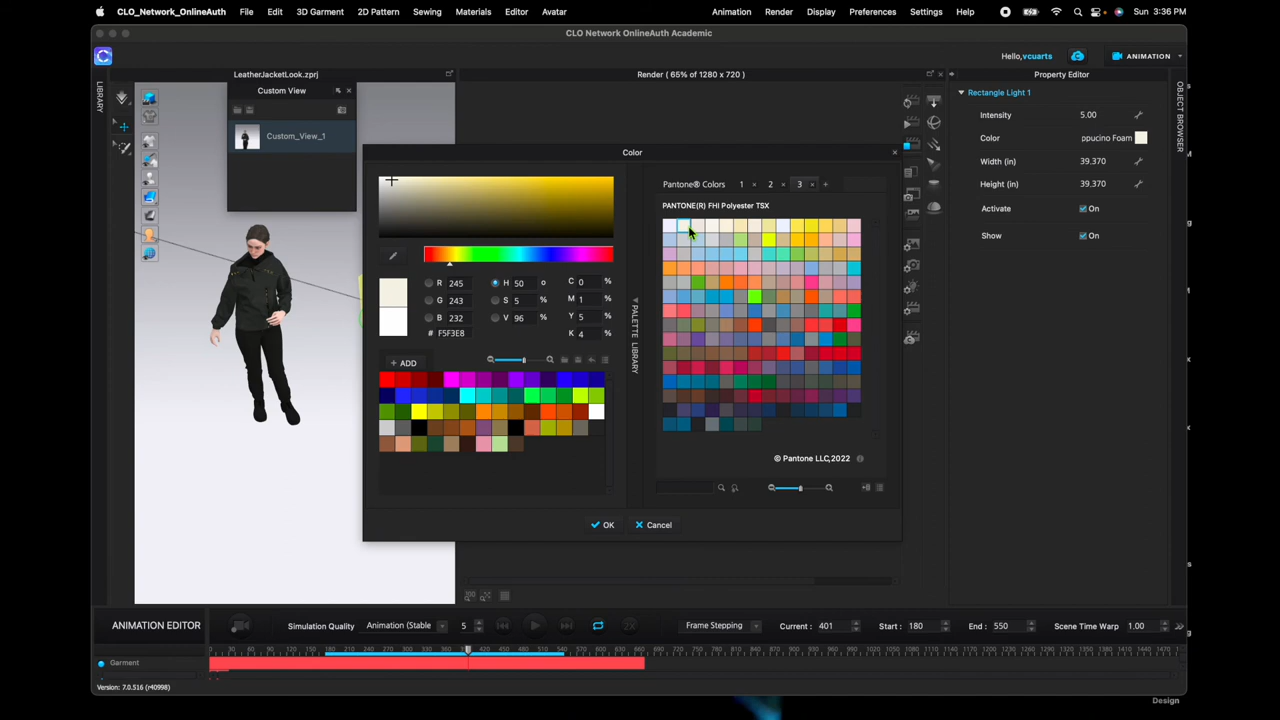 CLO_Network_OnlineAuth File Edit 3D Garment 2D Pattern Sewing Materials Editor Avatar Animation Render Display Preferences Settings Help Sun 3:36 PM
CLO Network OnlineAuth Academic
Hello, vcuarts ANIMATION
LIBRARY
LeatherJacketLook.zprj
Render ( 65% of 1280 x 720 )
Property Editor
OBJECT BROWSER
Custom View
Custom_View_1
Rectangle Light 1
Intensity 5.00
Color ppucino Foam
Width (in) 39.370
Height (in) 39.370
Activate On
Show On
Color
Pantone® Colors 1 × 2 × 3 × +
PANTONE(R) FHI Polyester TSX
R 245 H 50 o C 0 %
G 243 S 5 % M 1 %
B 232 V 96 % Y 5 %
# F5F3E8 K 4 %
+ ADD
PALETTE LIBRARY
© Pantone LLC,2022
OK Cancel
ANIMATION EDITOR Simulation Quality Animation (Stable 5 2X Frame Stepping Current : 401 Start : 180 End : 550 Scene Time Warp 1.00
Garment
Version: 7.0.516 (r40998)
Design